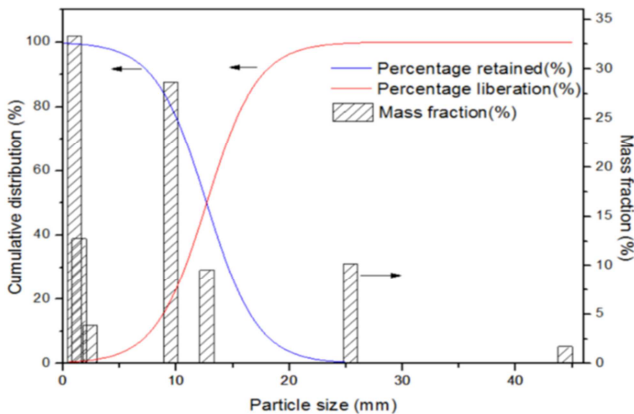 100
80
60
40
20
0
Cumulative distribution (%)
35
30
25
20
15
10
5
0
Mass fraction (%)
Percentage retained(%)
Percentage liberation(%)
Mass fraction(%)
0 10 20 30 40
Particle size (mm)